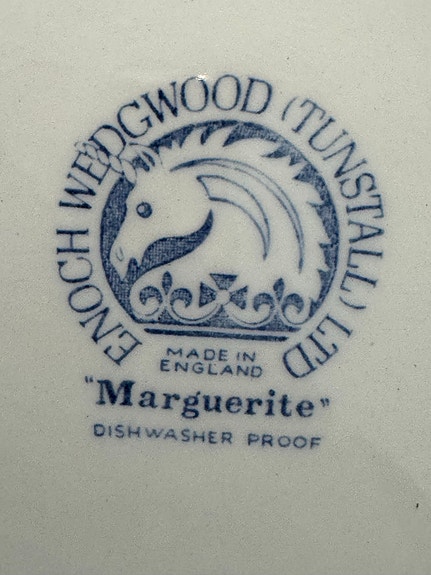 ENOCH WEDGWOOD (TUNSTALL) LTD
MADE IN
ENGLAND
"Marguerite"
DISHWASHER PROOF